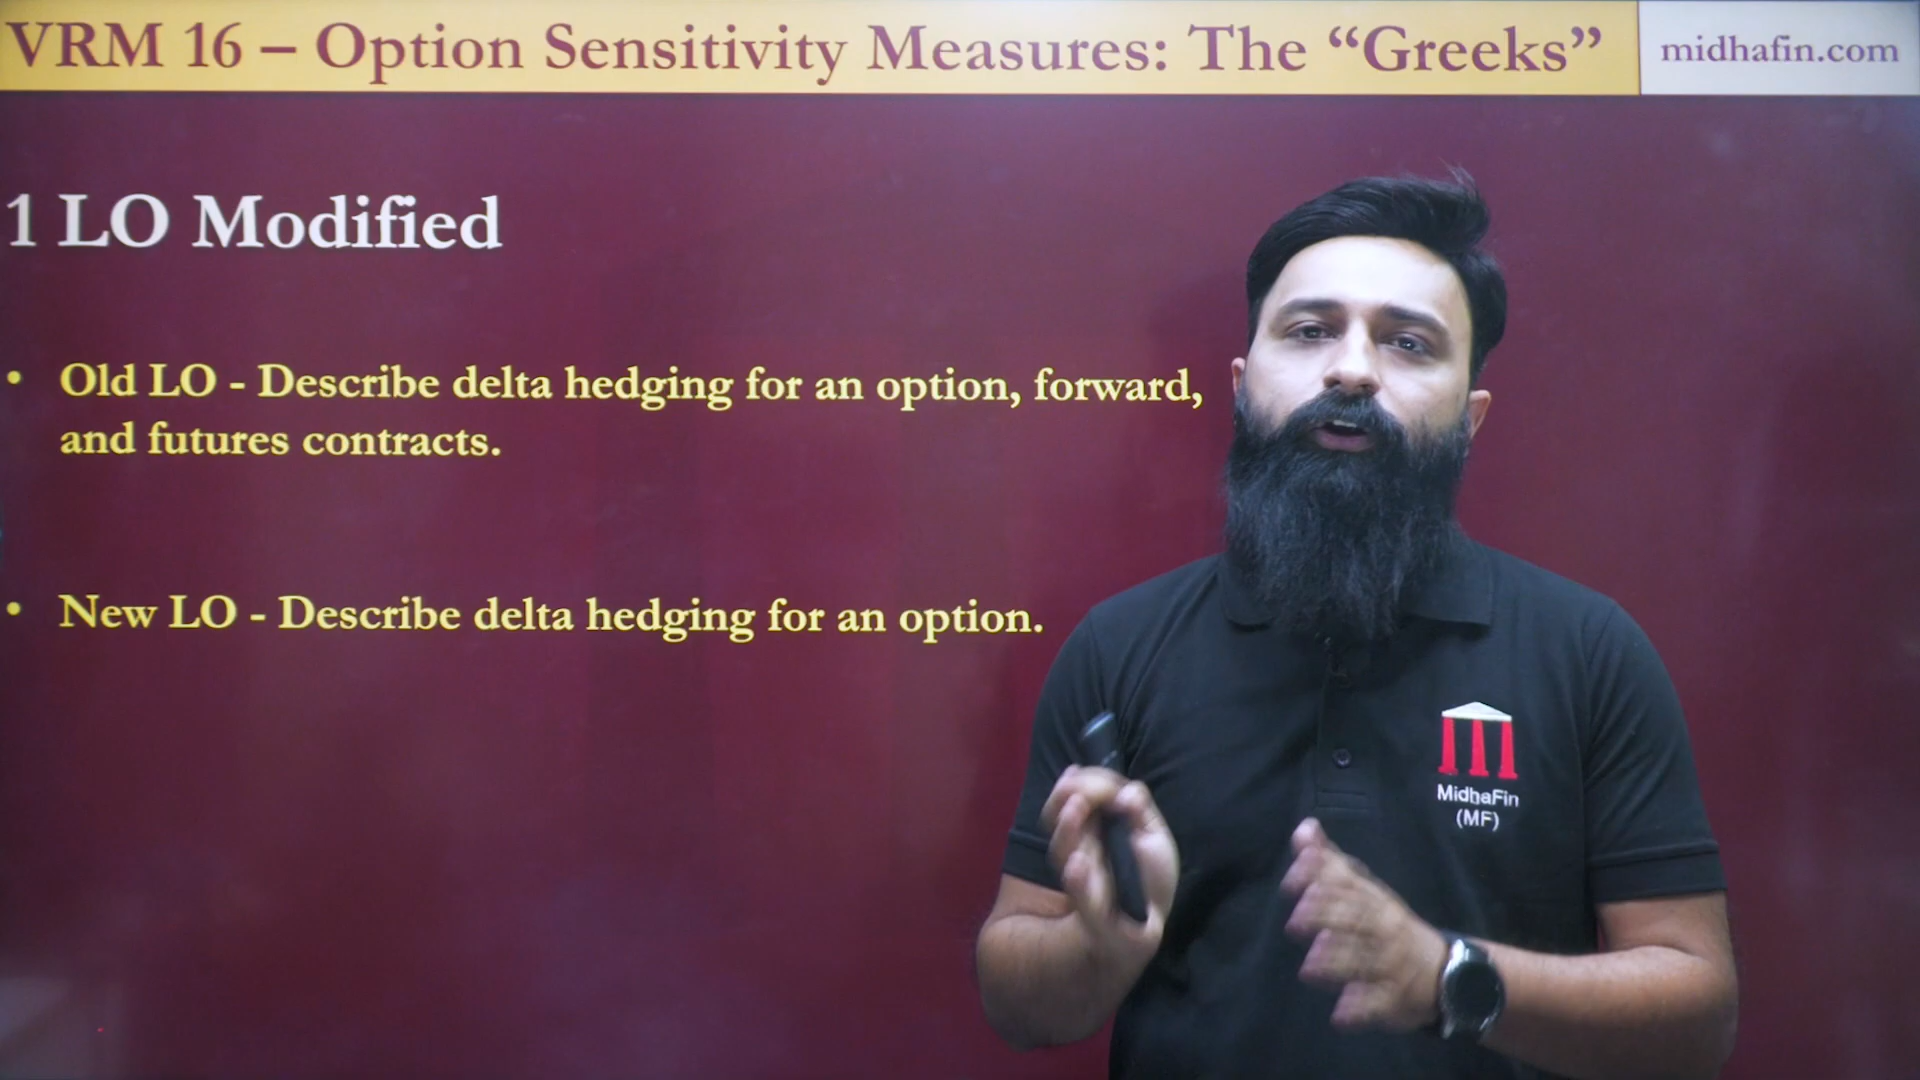 VRM 16 – Option Sensitivity Measures: The “Greeks”
midhafin.com
1 LO Modified
• Old LO - Describe delta hedging for an option, forward,
and futures contracts.
• New LO - Describe delta hedging for an option.
MidhaFin
(MF)